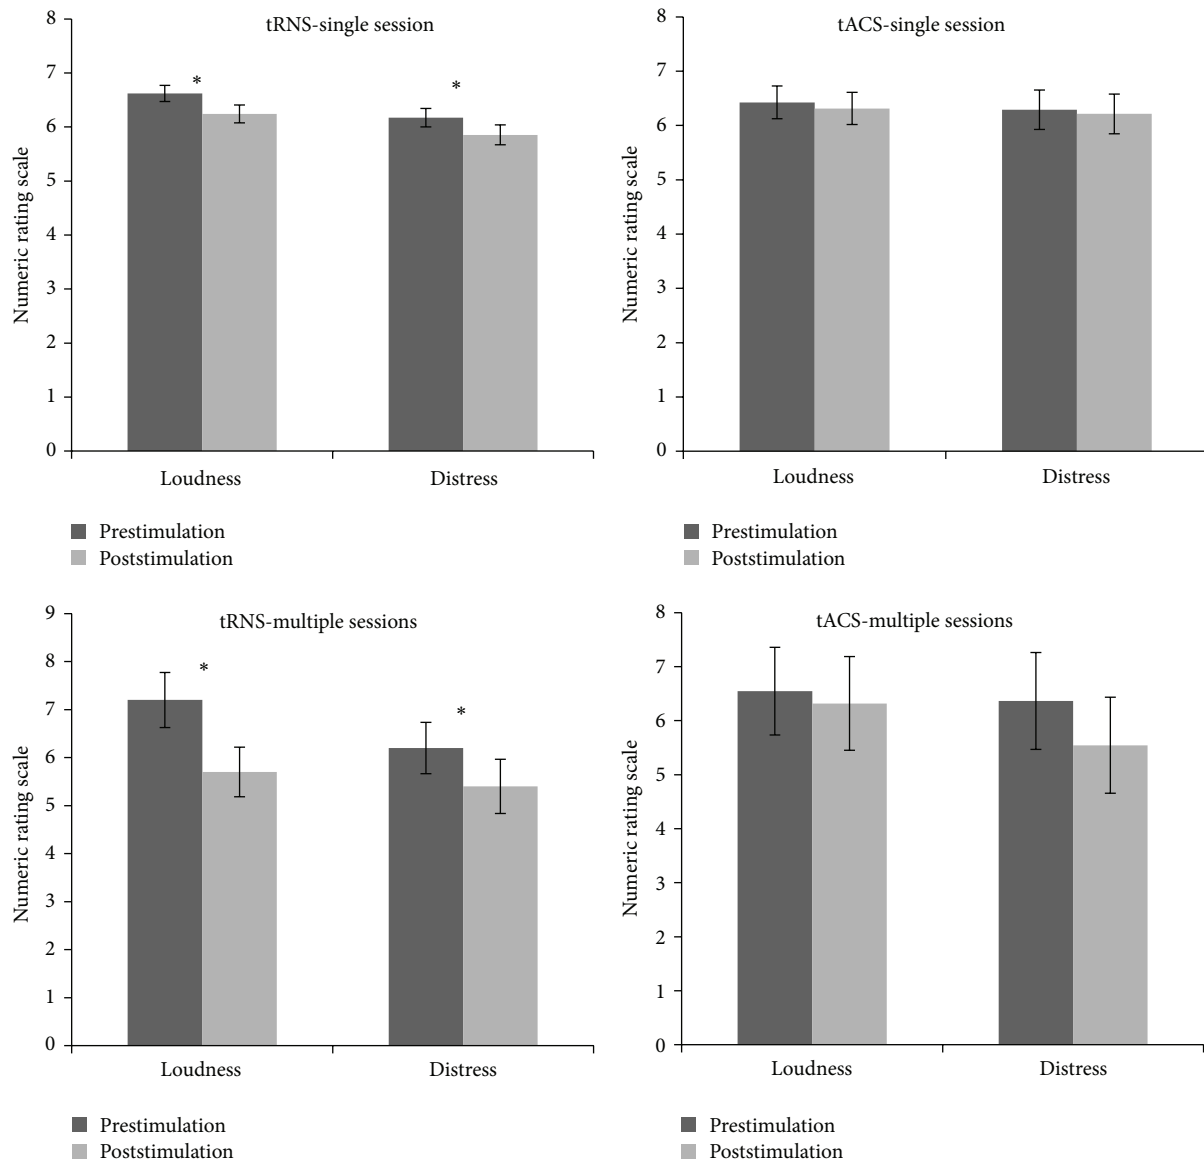 tRNS-single session
8
7
6
5
4
3
2
1
0
Numeric rating scale
*
*
Loudness
Distress
Prestimulation
Poststimulation
tACS-single session
8
7
6
5
4
3
2
1
0
Numeric rating scale
Loudness
Distress
Prestimulation
Poststimulation
tRNS-multiple sessions
9
8
7
6
5
4
3
2
1
0
Numeric rating scale
*
*
Loudness
Distress
Prestimulation
Poststimulation
tACS-multiple sessions
8
7
6
5
4
3
2
1
0
Numeric rating scale
Loudness
Distress
Prestimulation
Poststimulation